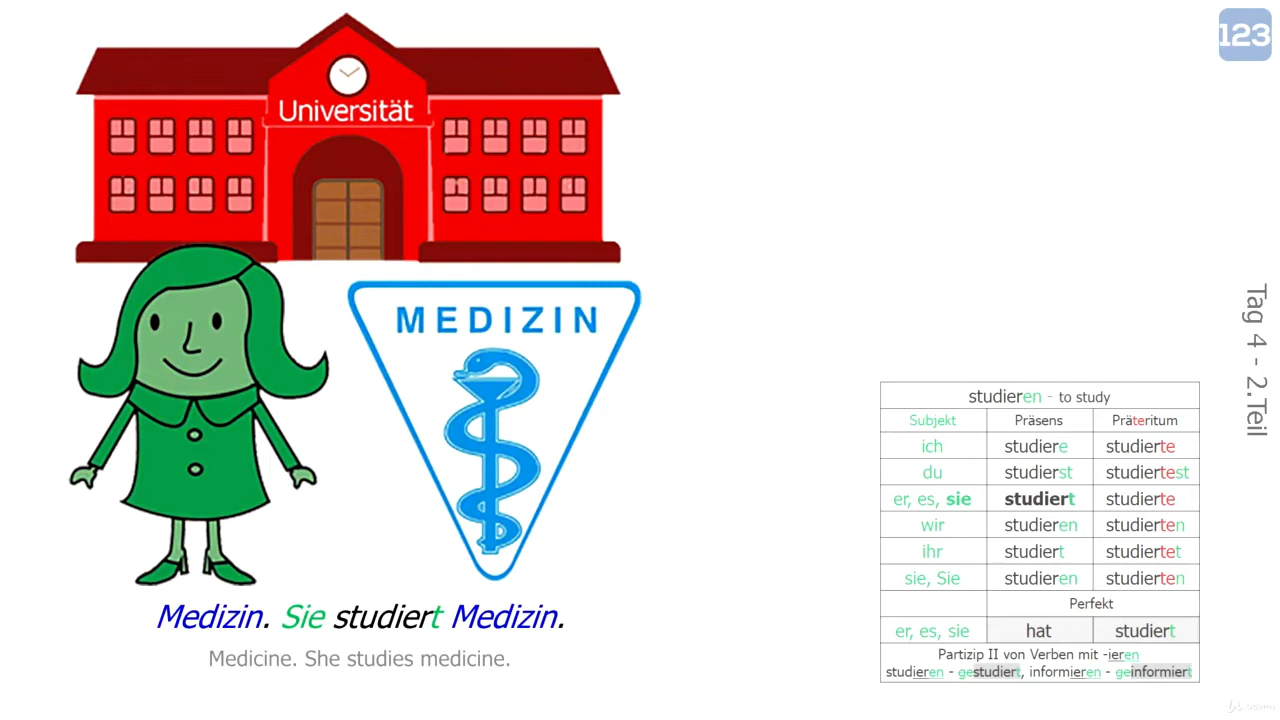 123
Universität
MEDIZIN
Medizin. Sie studiert Medizin.
Medicine. She studies medicine.
Tag 4 - 2.Teil
studieren - to study
Subjekt Präsens Präteritum
ich studiere studierte
du studierst studiertest
er, es, sie studiert studierte
wir studieren studierten
ihr studiert studiertet
sie, Sie studieren studierten
Perfekt
er, es, sie hat studiert
Partizip II von Verben mit -ieren
studieren - gestudiert, informieren - geinformiert